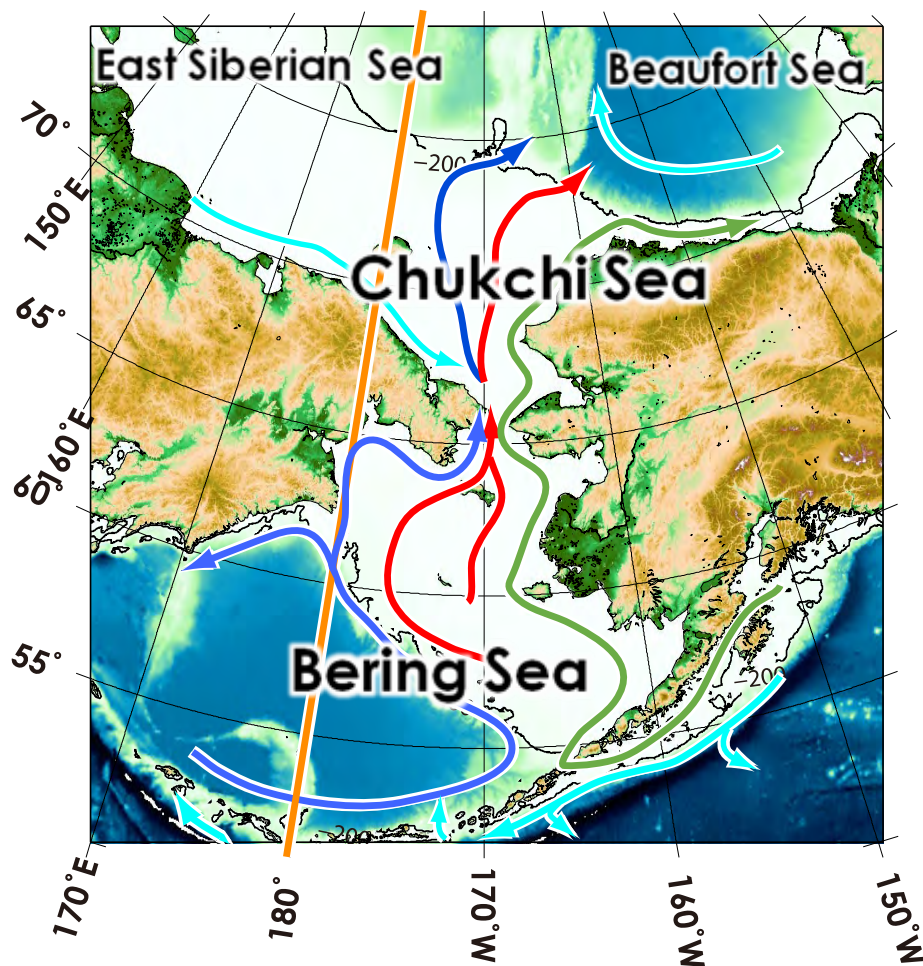 East Siberian Sea
Beaufort Sea
70°
−200
150°E
Chukchi Sea
65°
160°E
60°
55°
Bering Sea
−200
−200
170°E
180°
170°W
160°W
150°W